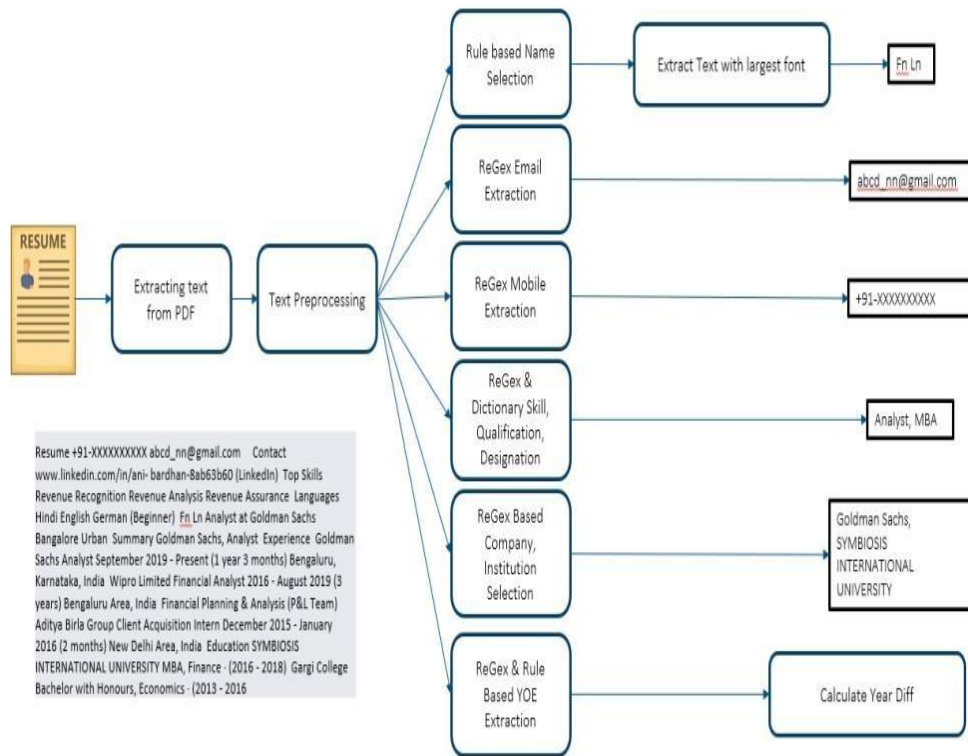 Rule based Name
Selection
Extract Text with largest font
Fn Ln
ReGex Email
Extraction
abcd_nn@gmail.com
RESUME
Extracting text
from PDF
Text Preprocessing
ReGex Mobile
Extraction
+91-XXXXXXXXXX
ReGex &
Dictionary Skill,
Qualification,
Designation
Analyst, MBA
Resume +91-XXXXXXXXXX abcd_nn@gmail.com Contact
www.linkedin.com/in/ani- bardhan-8ab63b60 (LinkedIn) Top Skills
Revenue Recognition Revenue Analysis Revenue Assurance Languages
Hindi English German (Beginner) Fn Ln Analyst at Goldman Sachs
Bangalore Urban Summary Goldman Sachs, Analyst Experience Goldman
Sachs Analyst September 2019 - Present (1 year 3 months) Bengaluru,
Karnataka, India Wipro Limited Financial Analyst 2016 - August 2019 (3
years) Bengaluru Area, India Financial Planning & Analysis (P&L Team)
Aditya Birla Group Client Acquisition Intern December 2015 - January
2016 (2 months) New Delhi Area, India Education SYMBIOSIS
INTERNATIONAL UNIVERSITY MBA, Finance · (2016 - 2018) Gargi College
Bachelor with Honours, Economics · (2013 - 2016
ReGex Based
Company,
Institution
Selection
Goldman Sachs,
SYMBIOSIS
INTERNATIONAL
UNIVERSITY
ReGex & Rule
Based YOE
Extraction
Calculate Year Diff